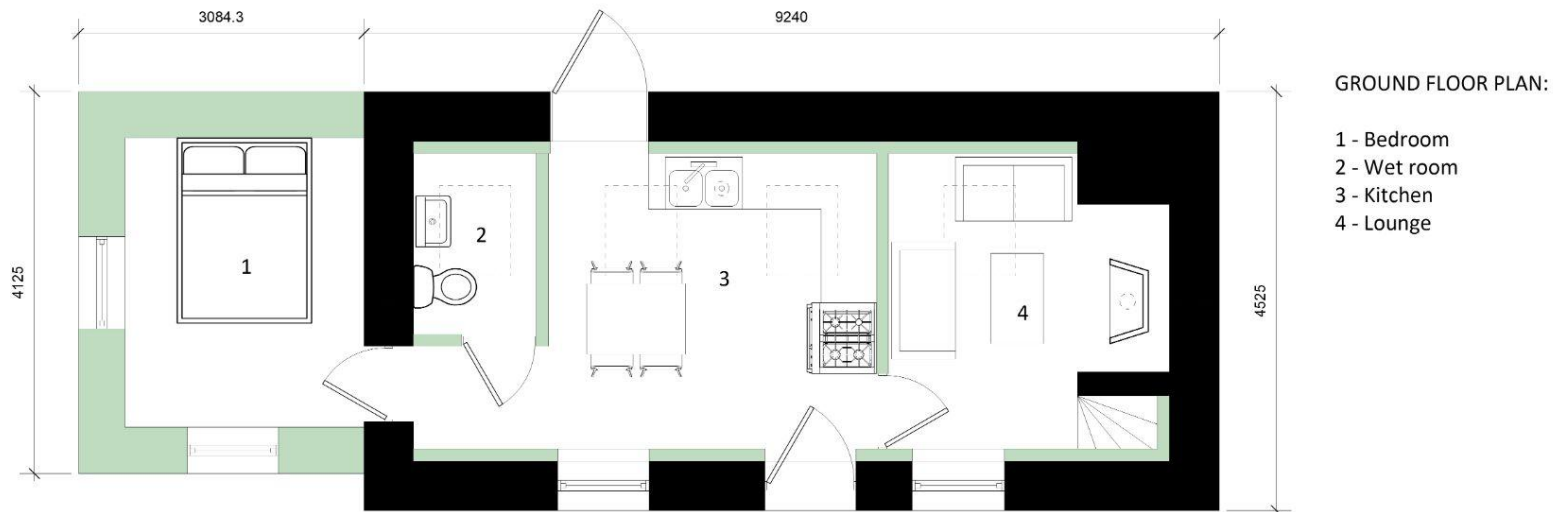 3084.3
9240
4125
4525
1
2
3
4
GROUND FLOOR PLAN:
1 - Bedroom
2 - Wet room
3 - Kitchen
4 - Lounge